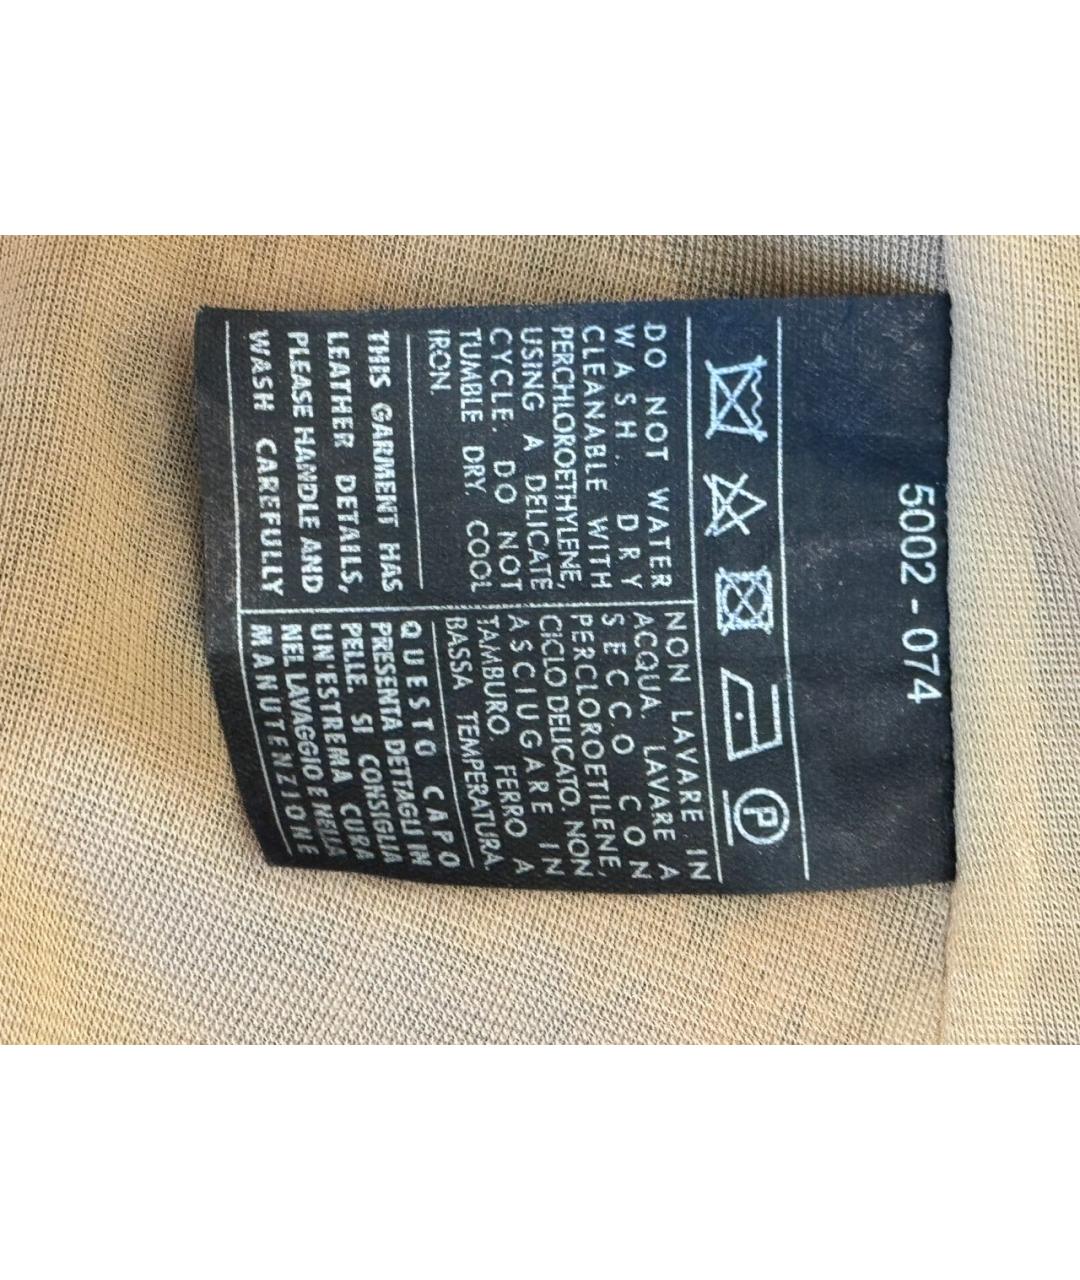 5002 - 074
P
DO NOT WATER
WASH. DRY
CLEANABLE WITH
PERCHLOROETHYLENE,
USING A DELICATE
CYCLE. DO NOT
TUMBLE DRY. COOL
IRON.
THIS GARMENT HAS
LEATHER DETAILS,
PLEASE HANDLE AND
WASH CAREFULLY
NON LAVARE IN
ACQUA. LAVARE A
SECCO CON
PERCLOROETILENE,
CICLO DELICATO. NON
ASCIUGARE IN
TAMBURO FERRO A
BASSA TEMPERATURA.
QUESTO CAPO
PRESENTA DETTAGLI IN
PELLE. SI CONSIGLIA
UN'ESTREMA CURA
NEL LAVAGGIO E NELLA
MANUTENZIONE